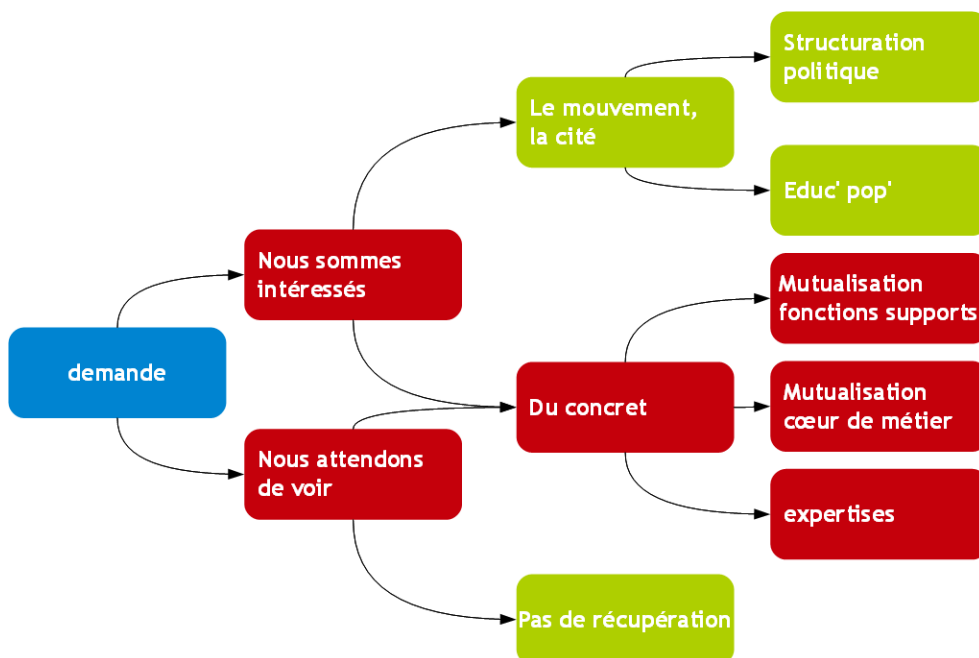 Structuration
politique
Le mouvement,
la cité
Educ' pop'
Nous sommes
intéressés
Mutualisation
fonctions supports
demande
Du concret
Mutualisation
cœur de métier
Nous attendons
de voir
expertises
Pas de récupération